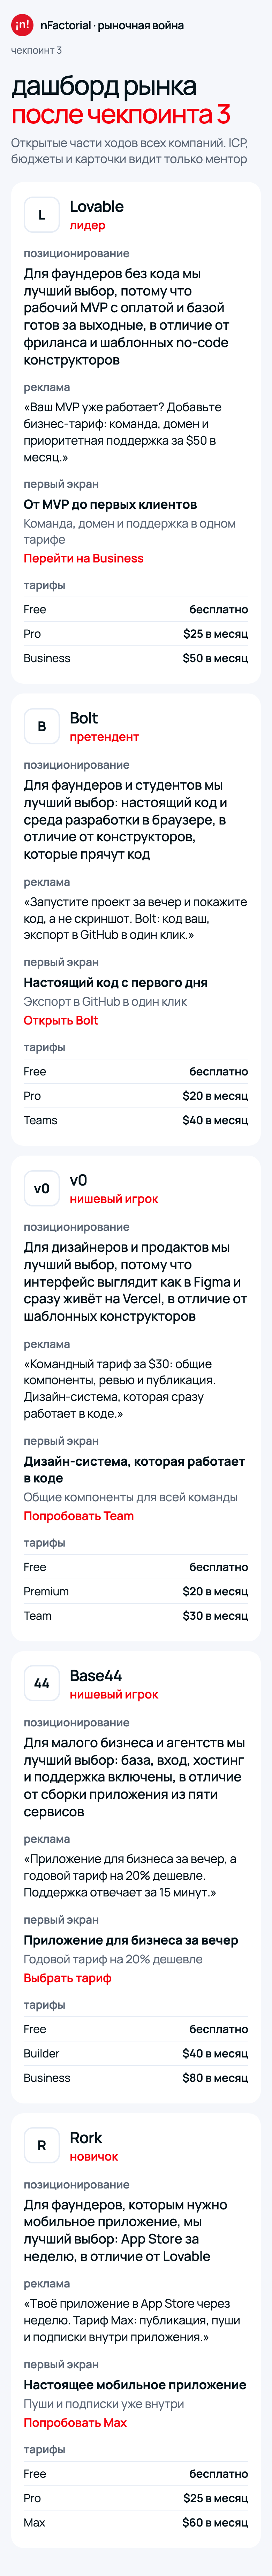 ¡n!
nFactorial · рыночная война
чекпоинт 3
дашборд рынка
после чекпоинта 3
Открытые части ходов всех компаний. ICP,
бюджеты и карточки видит только ментор
L
Lovable
лидер
позиционирование
Для фаундеров без кода мы
лучший выбор, потому что
рабочий MVP с оплатой и базой
готов за выходные, в отличие от
фриланса и шаблонных no-code
конструкторов
реклама
«Ваш MVP уже работает? Добавьте
бизнес-тариф: команда, домен и
приоритетная поддержка за $50 в
месяц.»
первый экран
От MVP до первых клиентов
Команда, домен и поддержка в одном
тарифе
Перейти на Business
тарифы
Free бесплатно
Pro $25 в месяц
Business $50 в месяц
B
Bolt
претендент
позиционирование
Для фаундеров и студентов мы
лучший выбор: настоящий код и
среда разработки в браузере, в
отличие от конструкторов,
которые прячут код
реклама
«Запустите проект за вечер и покажите
код, а не скриншот. Bolt: код ваш,
экспорт в GitHub в один клик.»
первый экран
Настоящий код с первого дня
Экспорт в GitHub в один клик
Открыть Bolt
тарифы
Free бесплатно
Pro $20 в месяц
Teams $40 в месяц
v0
v0
нишевый игрок
позиционирование
Для дизайнеров и продактов мы
лучший выбор, потому что
интерфейс выглядит как в Figma и
сразу живёт на Vercel, в отличие от
шаблонных конструкторов
реклама
«Командный тариф за $30: общие
компоненты, ревью и публикация.
Дизайн-система, которая сразу
работает в коде.»
первый экран
Дизайн-система, которая работает
в коде
Общие компоненты для всей команды
Попробовать Team
тарифы
Free бесплатно
Premium $20 в месяц
Team $30 в месяц
44
Base44
нишевый игрок
позиционирование
Для малого бизнеса и агентств мы
лучший выбор: база, вход, хостинг
и поддержка включены, в отличие
от сборки приложения из пяти
сервисов
реклама
«Приложение для бизнеса за вечер, а
годовой тариф на 20% дешевле.
Поддержка отвечает за 15 минут.»
первый экран
Приложение для бизнеса за вечер
Годовой тариф на 20% дешевле
Выбрать тариф
тарифы
Free бесплатно
Builder $40 в месяц
Business $80 в месяц
R
Rork
новичок
позиционирование
Для фаундеров, которым нужно
мобильное приложение, мы
лучший выбор: App Store за
неделю, в отличие от Lovable
реклама
«Твоё приложение в App Store через
неделю. Тариф Max: публикация, пуши
и подписки внутри приложения.»
первый экран
Настоящее мобильное приложение
Пуши и подписки уже внутри
Попробовать Max
тарифы
Free бесплатно
Pro $25 в месяц
Max $60 в месяц